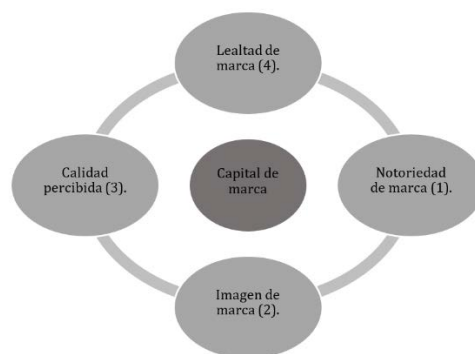 Lealtad de
marca (4).
Calidad
percibida (3).
Capital de
marca
Notoriedad
de marca (1).
Imagen de
marca (2).